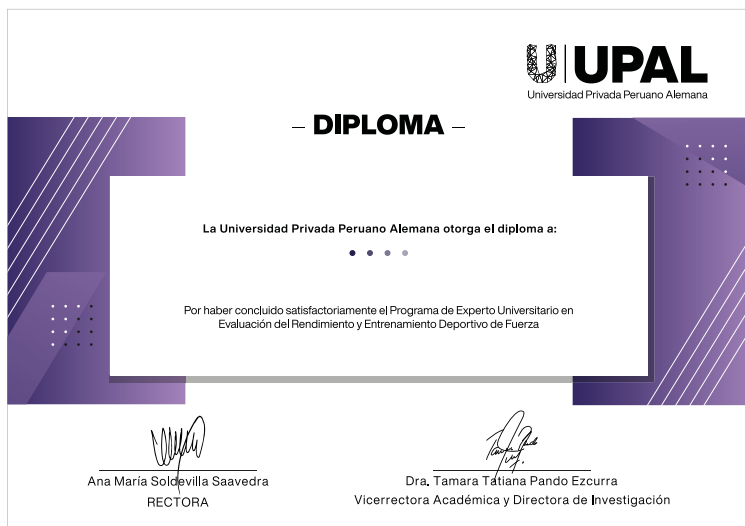 UPAL
Universidad Privada Peruano Alemana
– DIPLOMA –
La Universidad Privada Peruano Alemana otorga el diploma a:
Por haber concluido satisfactoriamente el Programa de Experto Universitario en
Evaluación del Rendimiento y Entrenamiento Deportivo de Fuerza
Ana María Soldevilla Saavedra
RECTORA
Dra. Tamara Tatiana Pando Ezcurra
Vicerrectora Académica y Directora de Investigación